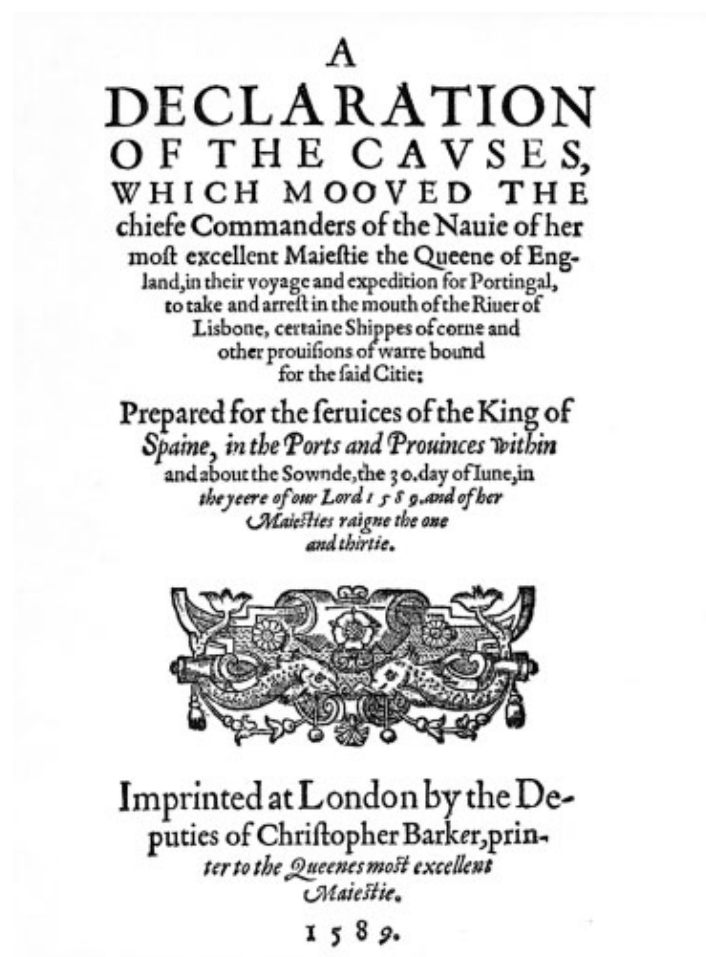 A
DECLARATION
OF THE CAVSES,
WHICH MOOVED THE
chiefe Commanders of the Nauie of her
moſt excellent Maieſtie the Queene of Eng-
land,in their voyage and expedition for Portingal,
to take and arreſt in the mouth of the Riuer of
Lisbone, certaine Shippes of corne and
other prouiſions of warre bound
for the ſaid Citie:
Prepared for the ſeruices of the King of
Spaine, in the Ports and Prouinces within
and about the Sownde,the 30.day of Iune,in
the yeere of our Lord 1589.and of her
Maieſties raigne the one
and thirtie.
Imprinted at London by the De-
puties of Chriſtopher Barker,prin-
ter to the Queenes moſt excellent
Maieſtie.
1589.